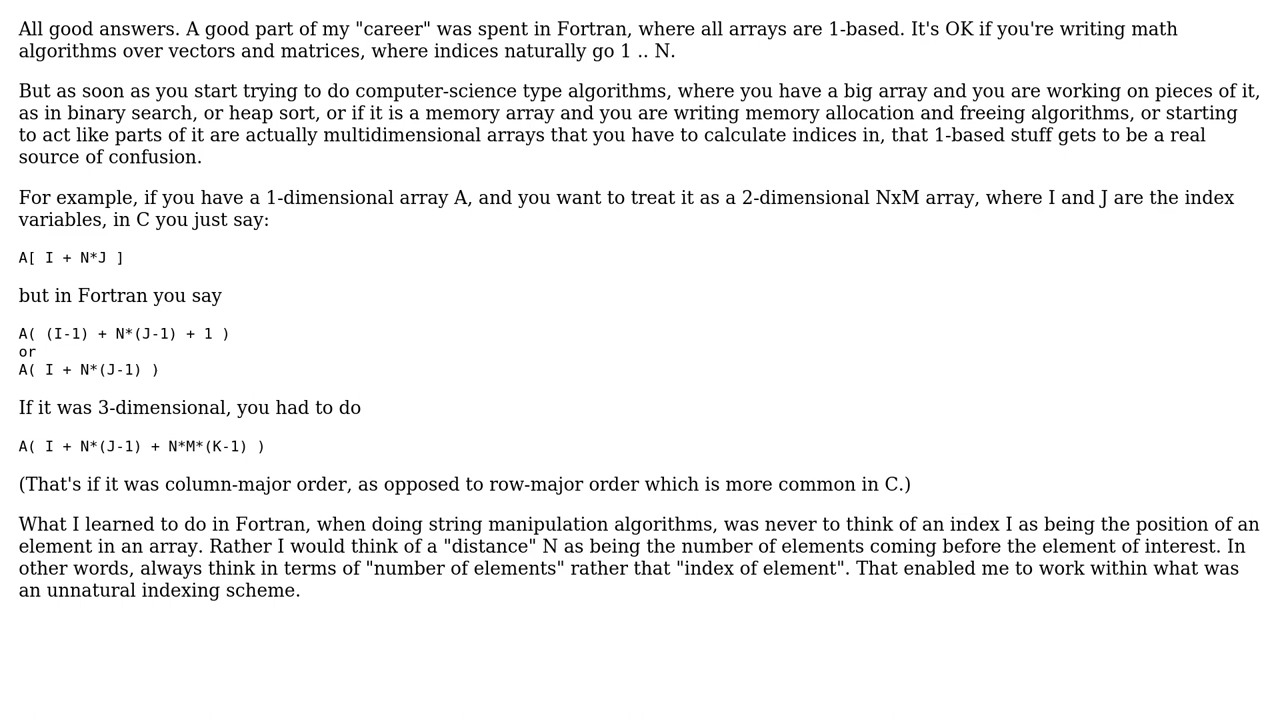 All good answers. A good part of my "career" was spent in Fortran, where all arrays are 1-based. It's OK if you're writing math
algorithms over vectors and matrices, where indices naturally go 1 .. N.
But as soon as you start trying to do computer-science type algorithms, where you have a big array and you are working on pieces of it,
as in binary search, or heap sort, or if it is a memory array and you are writing memory allocation and freeing algorithms, or starting
to act like parts of it are actually multidimensional arrays that you have to calculate indices in, that 1-based stuff gets to be a real
source of confusion.
For example, if you have a 1-dimensional array A, and you want to treat it as a 2-dimensional NxM array, where I and J are the index
variables, in C you just say:
A[ I + N*J ]
but in Fortran you say
A( (I-1) + N*(J-1) + 1 )
or
A( I + N*(J-1) )
If it was 3-dimensional, you had to do
A( I + N*(J-1) + N*M*(K-1) )
(That's if it was column-major order, as opposed to row-major order which is more common in C.)
What I learned to do in Fortran, when doing string manipulation algorithms, was never to think of an index I as being the position of an
element in an array. Rather I would think of a "distance" N as being the number of elements coming before the element of interest. In
other words, always think in terms of "number of elements" rather that "index of element". That enabled me to work within what was
an unnatural indexing scheme.